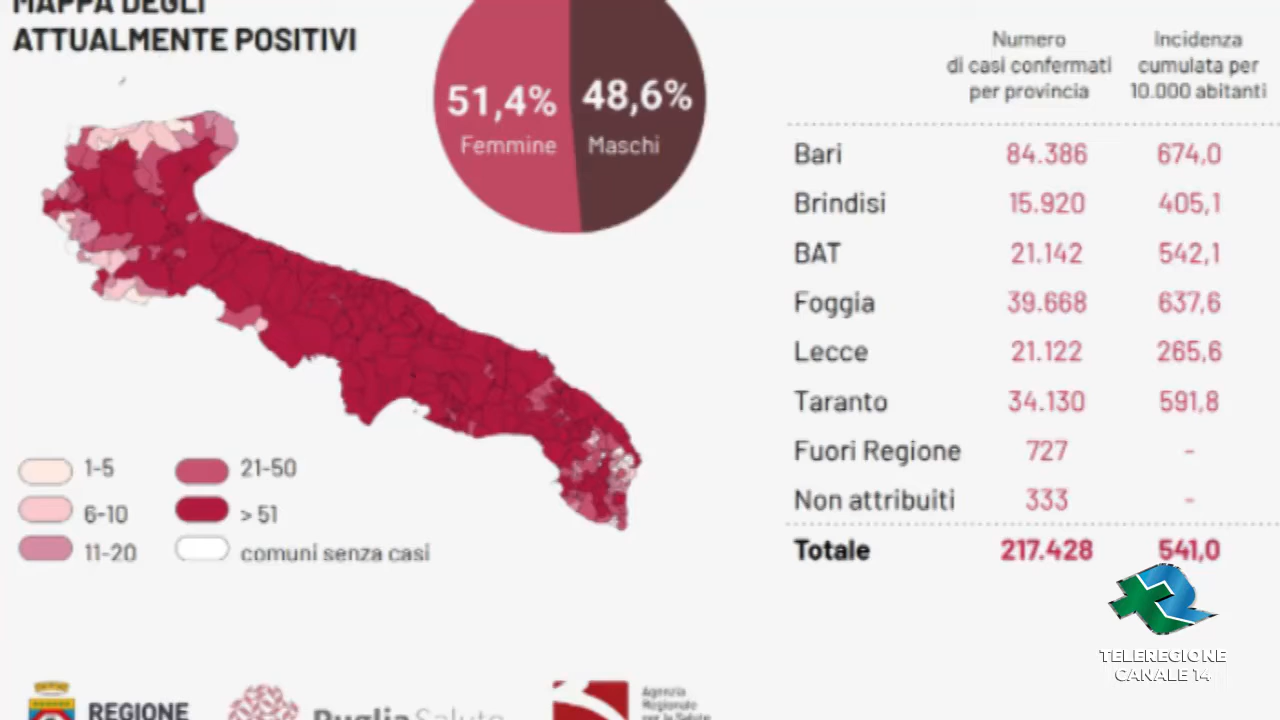 MAPPA DEGLI
ATTUALMENTE POSITIVI
51,4%
Femmine
48,6%
Maschi
1-5
6-10
11-20
21-50
> 51
comuni senza casi
Numero
di casi confermati
per provincia
Incidenza
cumulata per
10.000 abitanti
Bari 84.386 674,0
Brindisi 15.920 405,1
BAT 21.142 542,1
Foggia 39.668 637,6
Lecce 21.122 265,6
Taranto 34.130 591,8
Fuori Regione 727 -
Non attribuiti 333 -
Totale 217.428 541,0
TELEREGIONE
CANALE 14
REGIONE
PugliaSalute
Agenzia
Regionale
per la Salute